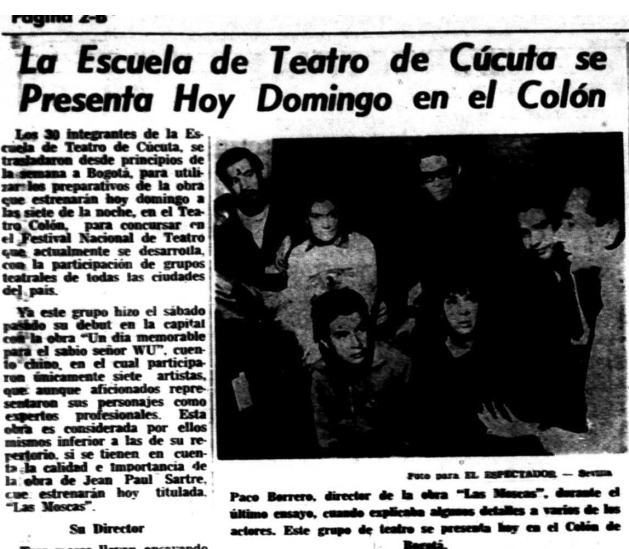 Página 2-B
La Escuela de Teatro de Cúcuta se
Presenta Hoy Domingo en el Colón
Los 30 integrantes de la Es-
cuela de Teatro de Cúcuta, se
trasladaron desde principios de
la semana a Bogotá, para utili-
zar los preparativos de la obra
que estrenarán hoy domingo a
las siete de la noche, en el Tea-
tro Colón, para concursar en
el Festival Nacional de Teatro
que actualmente se desarrolla,
con la participación de grupos
teatrales de todas las ciudades
del país.
Ya este grupo hizo el sábado
pasado su debut en la capital
con la obra "Un día memorable
para el sabio señor WU", cuen-
to chino, en el cual participa-
ron únicamente siete artistas,
que aunque aficionados repre-
sentaron sus personajes como
expertos profesionales. Esta
obra es considerada por ellos
mismos inferior a las de su re-
pertorio, si se tienen en cuen-
ta la calidad e importancia de
la obra de Jean Paul Sartre,
que estrenarán hoy titulada,
"Las Moscas".
Su Director
Foto para EL ESPECTADOR. —
Paco Borrero, director de la obra "Las Moscas", durante el
último ensayo, cuando explicaba algunos detalles a varios de los
actores. Este grupo de teatro se presenta hoy en el Colón de
Bogotá.